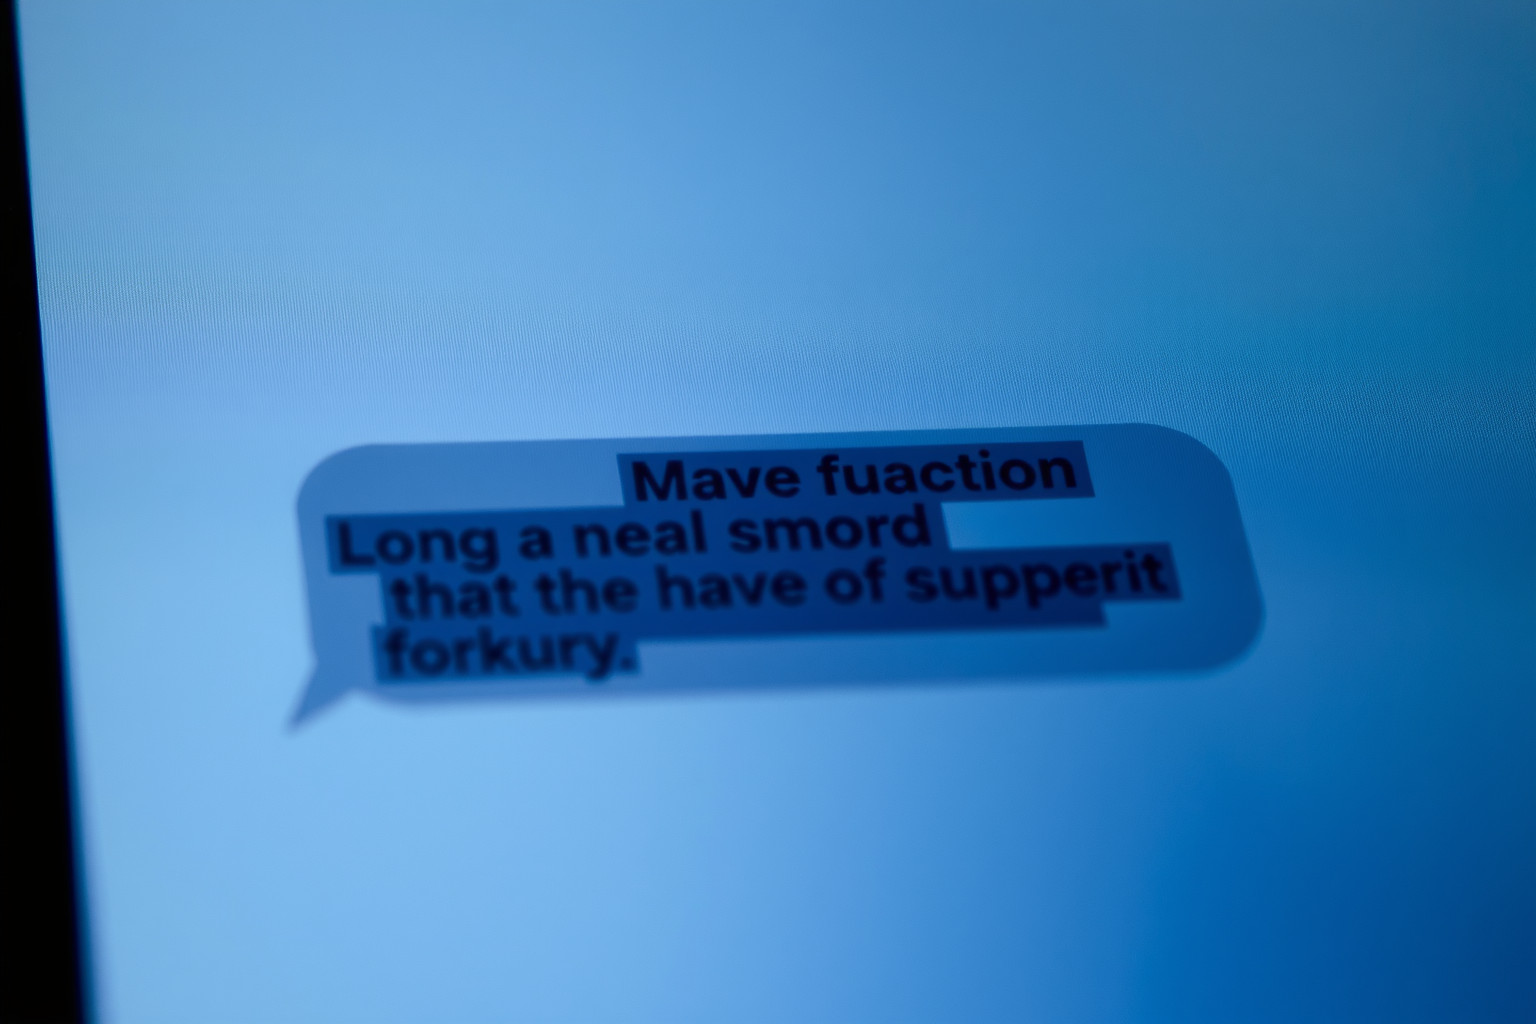 Mave fuaction
Long a neal smord
that the have of supperit
forkury.